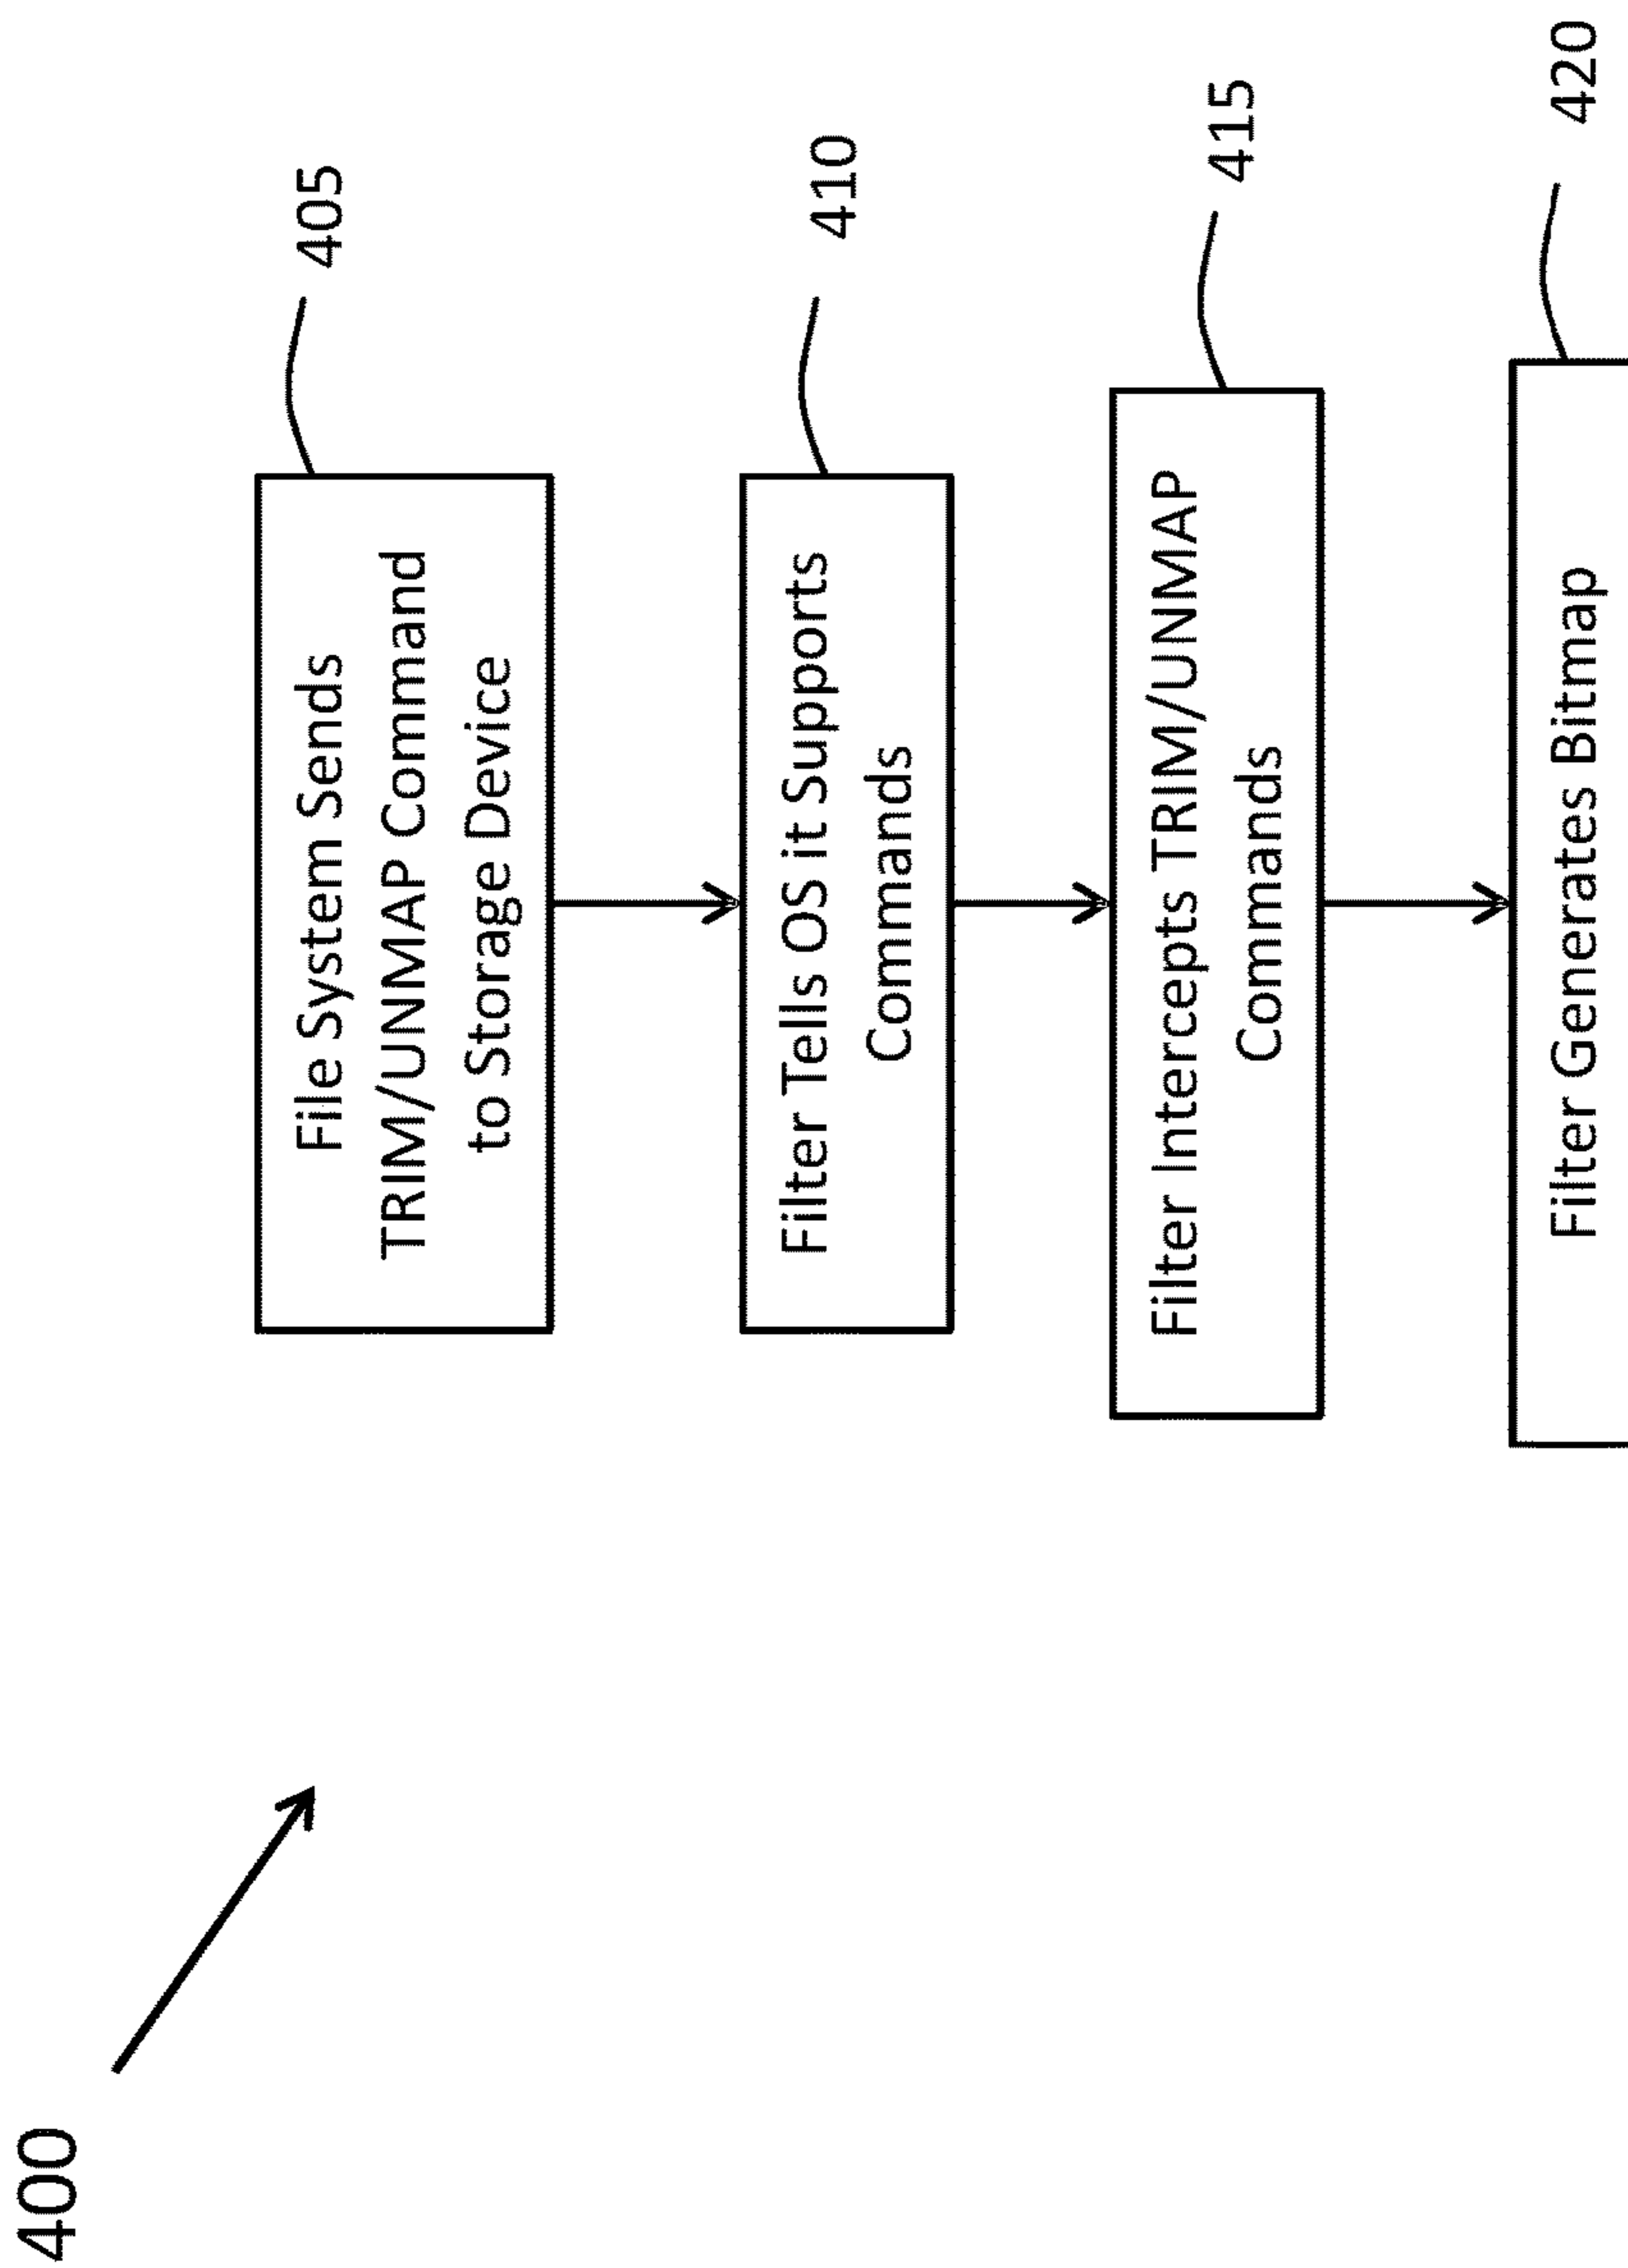 400
File System Sends
TRIM/UNMAP Command
to Storage Device
405
Filter Tells OS it Supports
Commands
410
Filter Intercepts TRIM/UNMAP
Commands
415
Filter Generates Bitmap
420